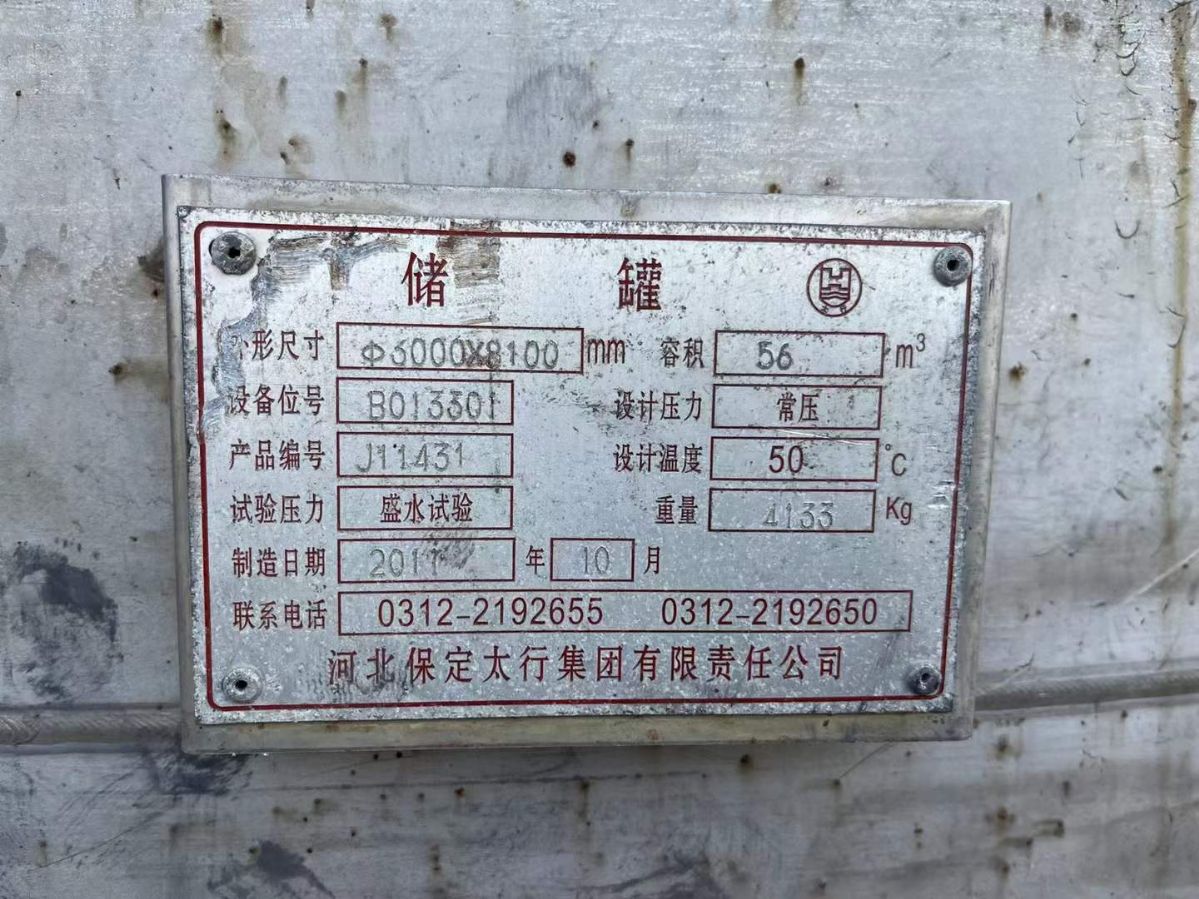 储 罐
外形尺寸 Φ3000X8100 mm 容积 56 m³
设备位号 B013301 设计压力 常压
产品编号 J11431 设计温度 50 ℃
试验压力 盛水试验 重量 4133 Kg
制造日期 2011 年 10 月
联系电话 0312-2192655 0312-2192650
河北保定太行集团有限责任公司